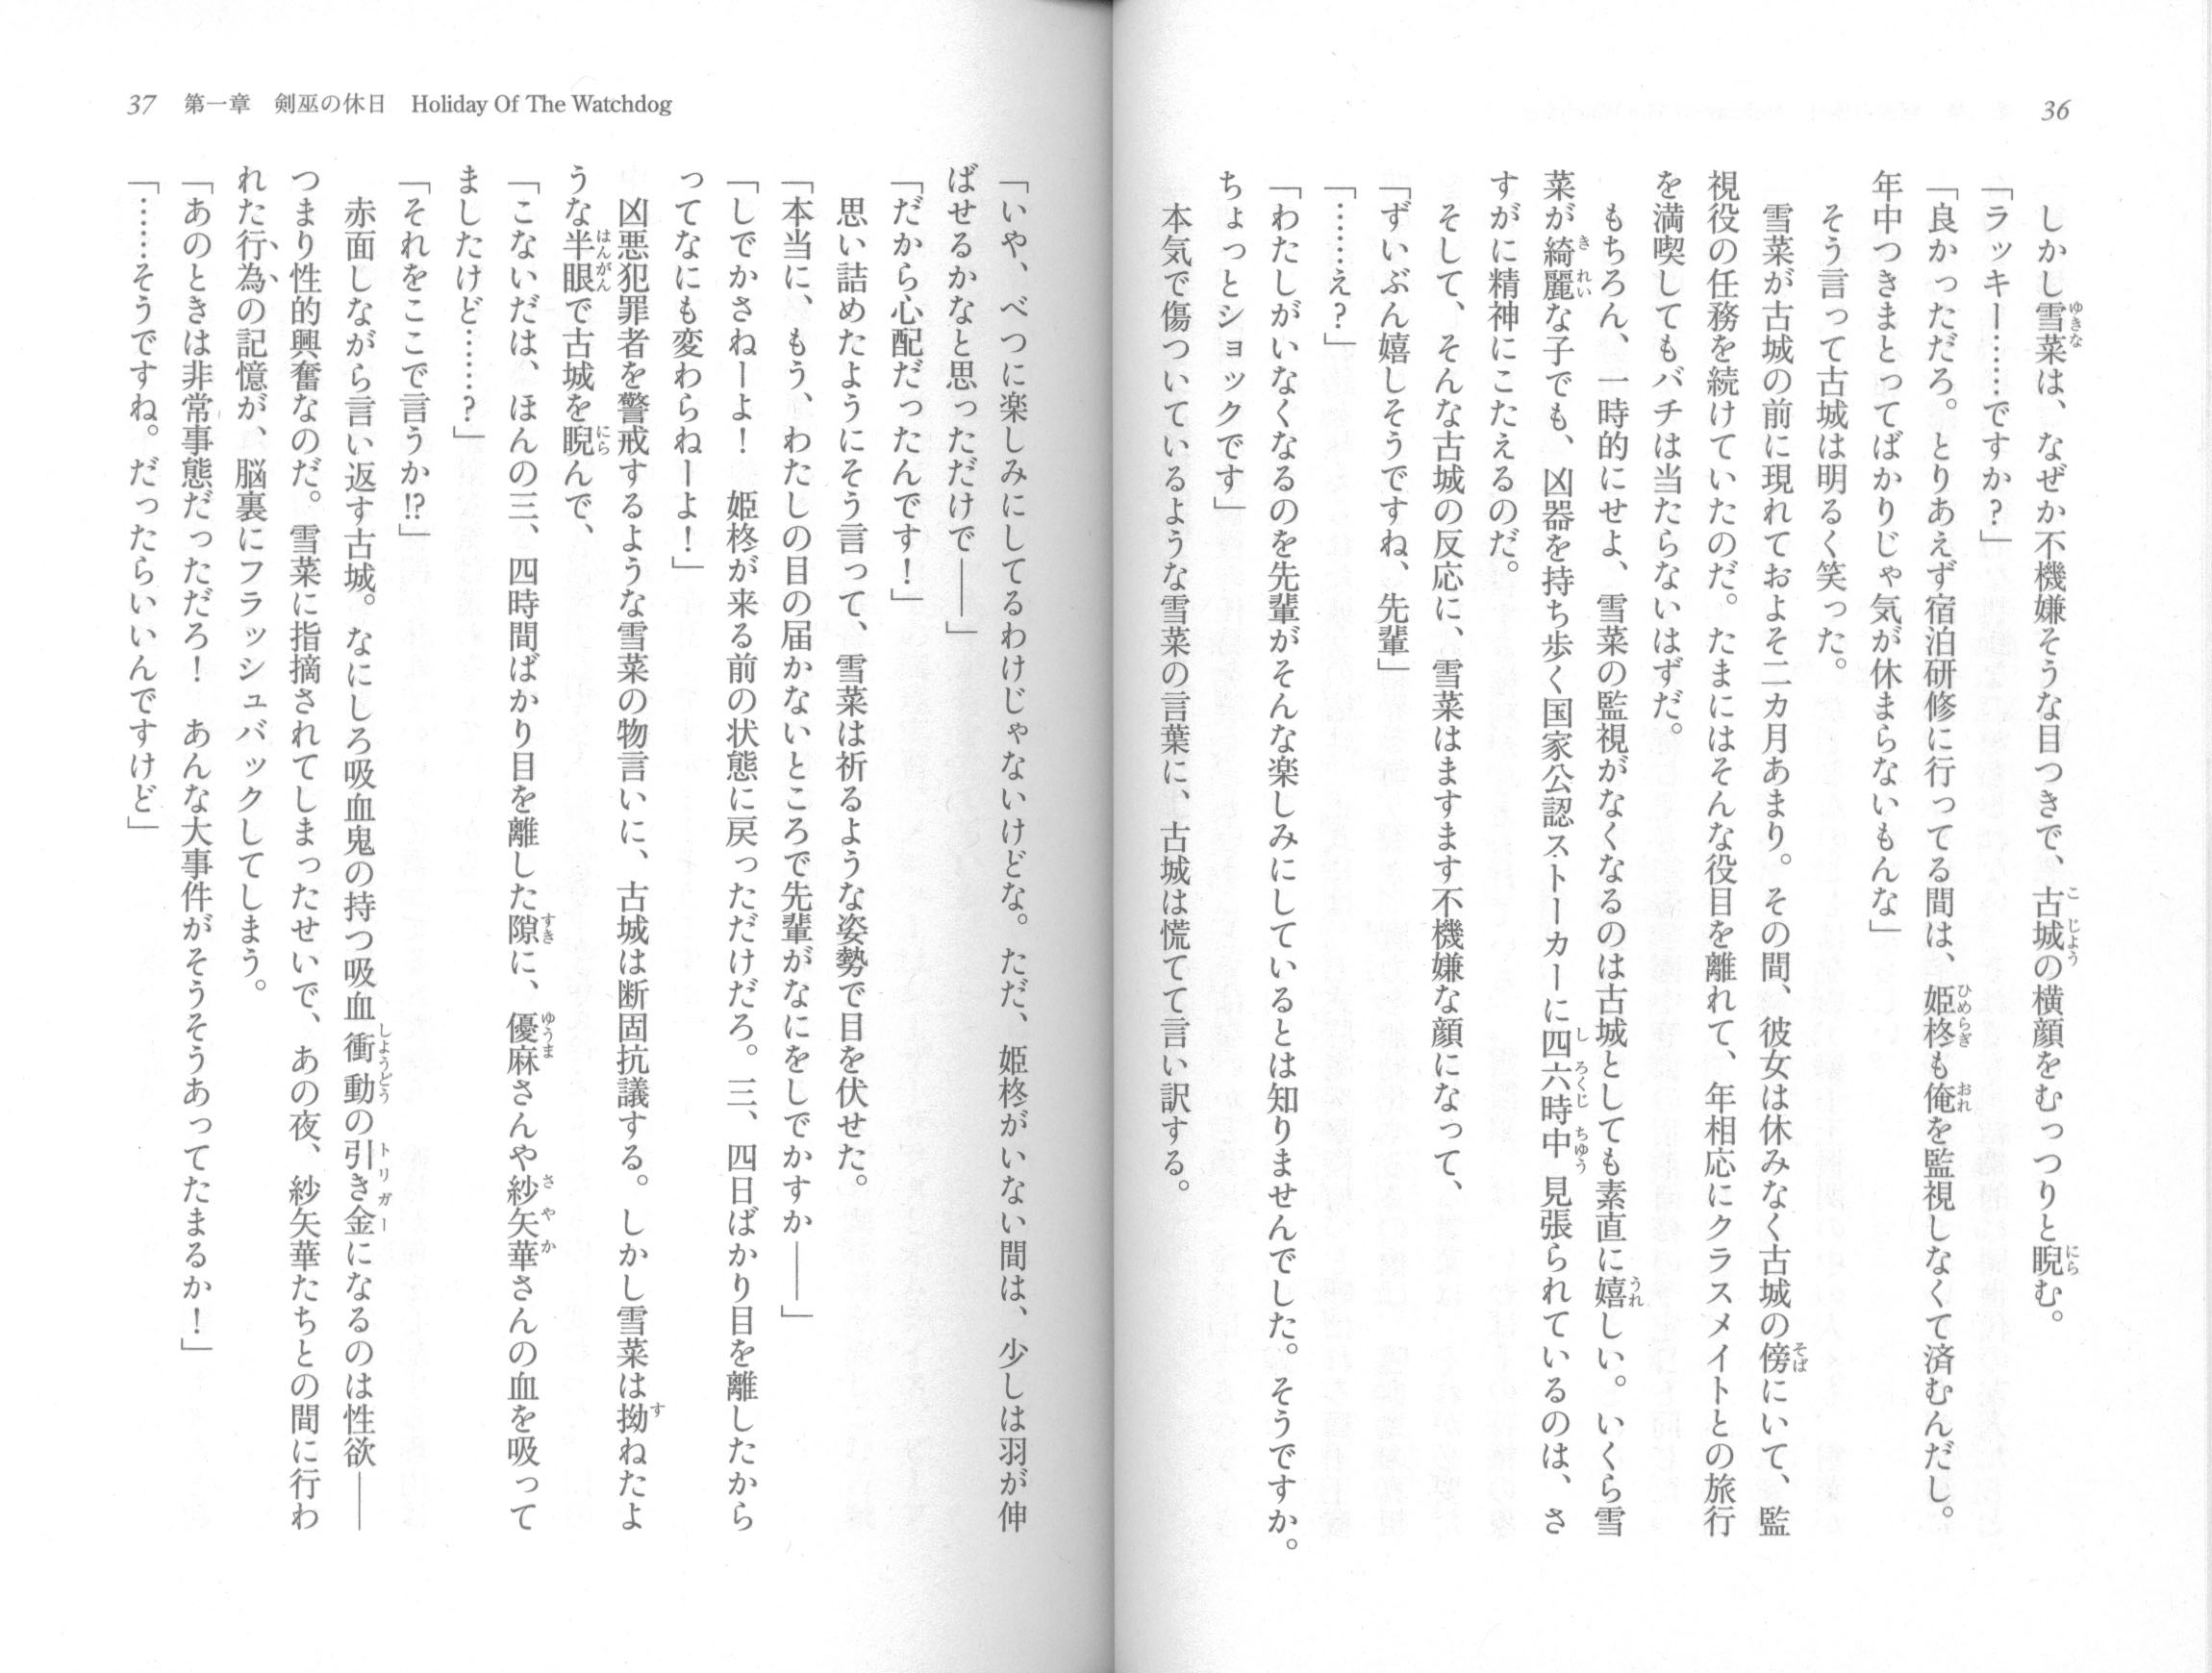 36
しかし雪菜は、なぜか不機嫌そうな目つきで、古城の横顔をむっつりと睨む。
「ラッキー……ですか?」
「良かっただろ。とりあえず宿泊研修に行ってる間は、姫柊も俺を監視しなくて済むんだし。
年中つきまとってばかりじゃ気が休まらないもんな」
そう言って古城は明るく笑った。
雪菜が古城の前に現れておよそ二カ月あまり。その間、彼女は休みなく古城の傍にいて、監
視役の任務を続けていたのだ。たまにはそんな役目を離れて、年相応にクラスメイトとの旅行
を満喫してもバチは当たらないはずだ。
もちろん、一時的にせよ、雪菜の監視がなくなるのは古城としても素直に嬉しい。いくら雪
菜が綺麗な子でも、凶器を持ち歩く国家公認ストーカーに四六時中見張られているのは、さ
すがに精神にこたえるのだ。
そして、そんな古城の反応に、雪菜はますます不機嫌な顔になって、
「ずいぶん嬉しそうですね、先輩」
「……え?」
「わたしがいなくなるのを先輩がそんな楽しみにしているとは知りませんでした。そうですか。
ちょっとショックです」
本気で傷ついているような雪菜の言葉に、古城は慌てて言い訳する。
37 第一章 剣巫の休日 Holiday Of The Watchdog
「いや、べつに楽しみにしてるわけじゃないけどな。ただ、姫柊がいない間は、少しは羽が伸
ばせるかなと思っただけで――」
「だから心配だったんです!」
思い詰めたようにそう言って、雪菜は祈るような姿勢で目を伏せた。
「本当に、もう、わたしの目の届かないところで先輩がなにをしでかすか――」
「しでかさねーよ! 姫柊が来る前の状態に戻っただけだろ。三、四日ばかり目を離したから
ってなにも変わらねーよ!」
凶悪犯罪者を警戒するような雪菜の物言いに、古城は断固抗議する。しかし雪菜は拗ねたよ
うな半眼で古城を睨んで、
「こないだは、ほんの三、四時間ばかり目を離した隙に、優麻さんや紗矢華さんの血を吸って
ましたけど……?」
「それをここで言うか!?」
赤面しながら言い返す古城。なにしろ吸血鬼の持つ吸血衝動の引き金になるのは性欲――
つまり性的興奮なのだ。雪菜に指摘されてしまったせいで、あの夜、紗矢華たちとの間に行わ
れた行為の記憶が、脳裏にフラッシュバックしてしまう。
「あのときは非常事態だっただろ! あんな大事件がそうそうあってたまるか!」
「……そうですね。だったらいいんですけど」